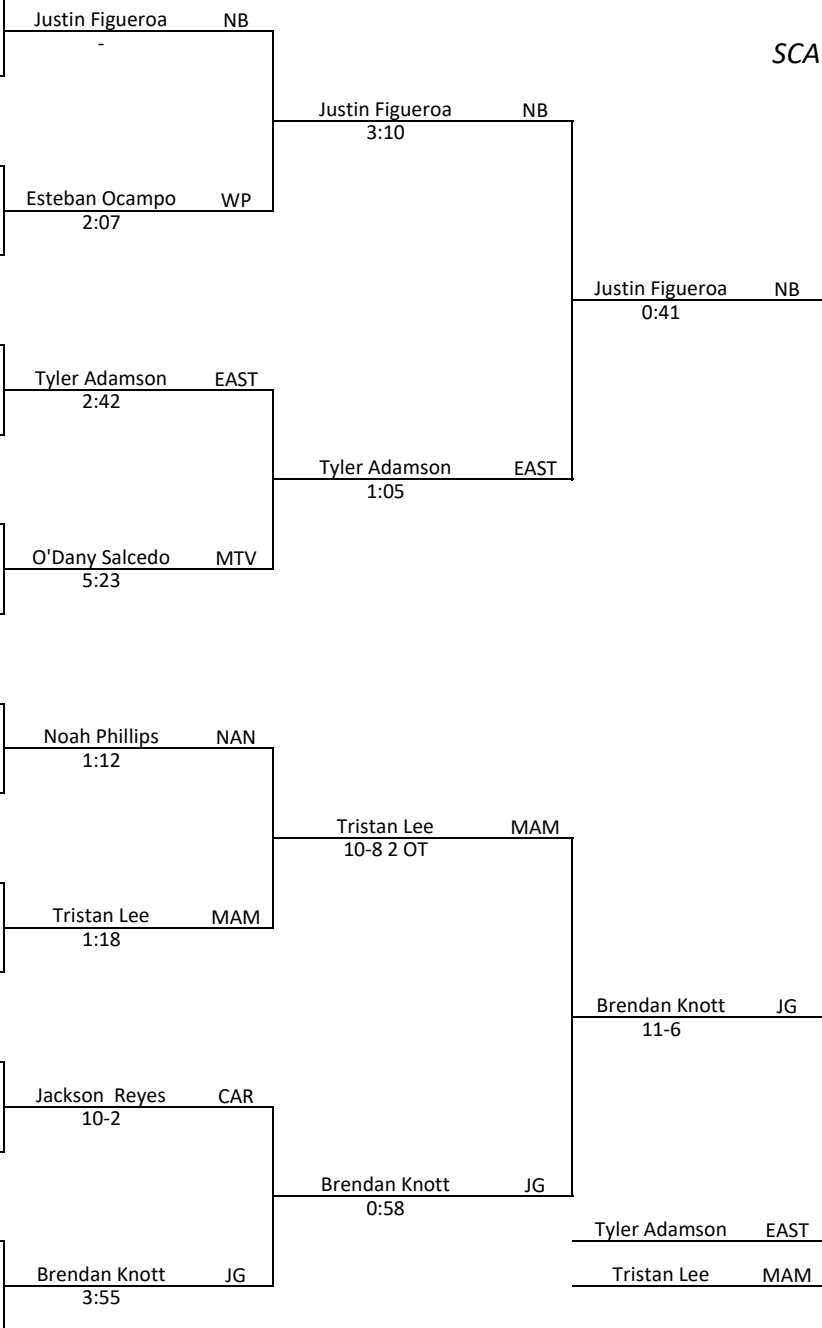 Justin Figueroa NB
-
SCA
Justin Figueroa NB
3:10
Esteban Ocampo WP
2:07
Justin Figueroa NB
0:41
Tyler Adamson EAST
2:42
Tyler Adamson EAST
1:05
O'Dany Salcedo MTV
5:23
Noah Phillips NAN
1:12
Tristan Lee MAM
10-8 2 OT
Tristan Lee MAM
1:18
Brendan Knott JG
11-6
Jackson Reyes CAR
10-2
Brendan Knott JG
0:58
Tyler Adamson EAST
Brendan Knott JG
3:55
Tristan Lee MAM